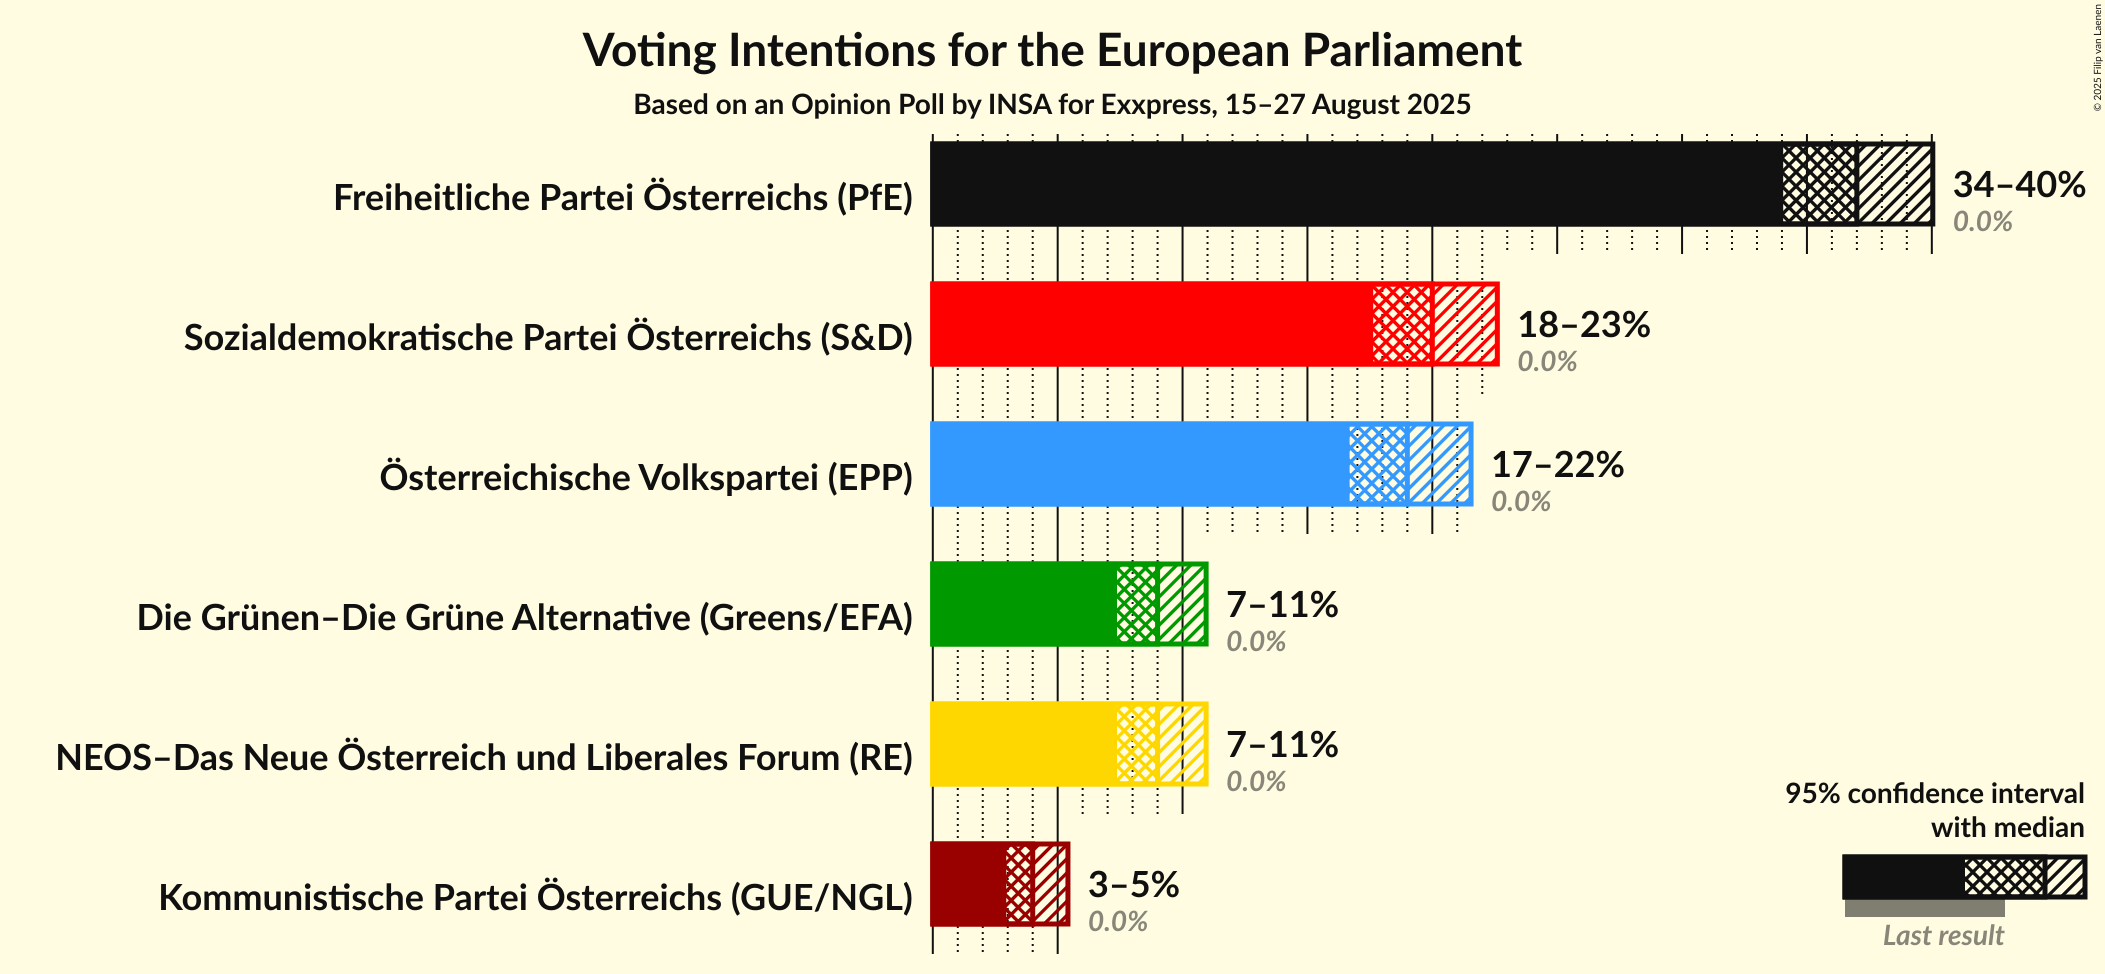 Voting Intentions for the European Parliament
Based on an Opinion Poll by INSA for Exxpress, 15–27 August 2025
© 2025 Filip van Laenen
Freiheitliche Partei Österreichs (PfE)
34–40%
0.0%
Sozialdemokratische Partei Österreichs (S&D)
18–23%
0.0%
Österreichische Volkspartei (EPP)
17–22%
0.0%
Die Grünen–Die Grüne Alternative (Greens/EFA)
7–11%
0.0%
NEOS–Das Neue Österreich und Liberales Forum (RE)
7–11%
0.0%
Kommunistische Partei Österreichs (GUE/NGL)
3–5%
0.0%
95% confidence interval
with median
Last result